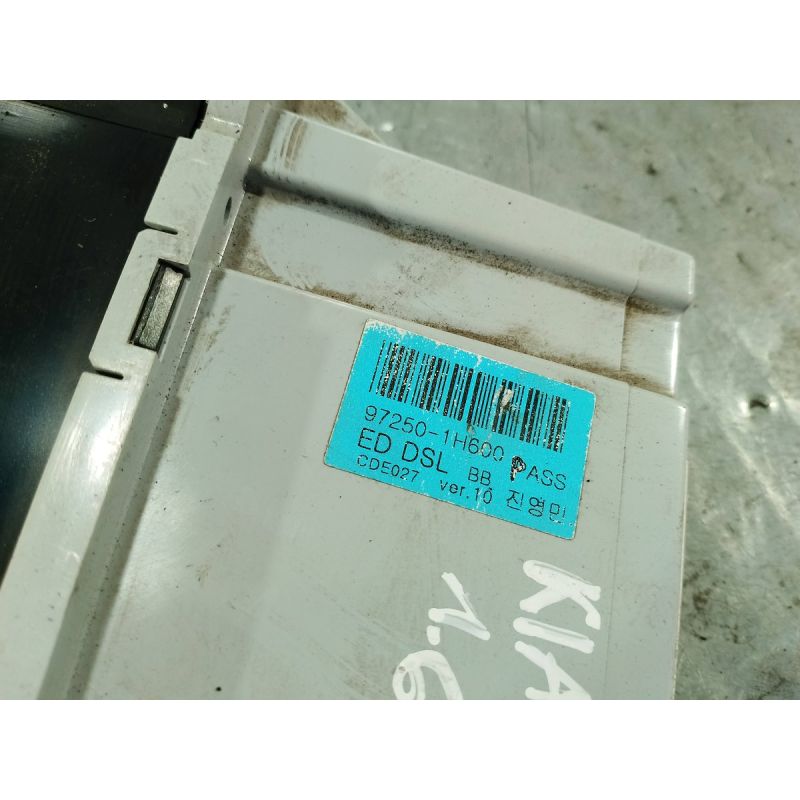 97250-1H600
ED DSL BB PASS
CDE027 ver.10 진영민
KIA
1.6